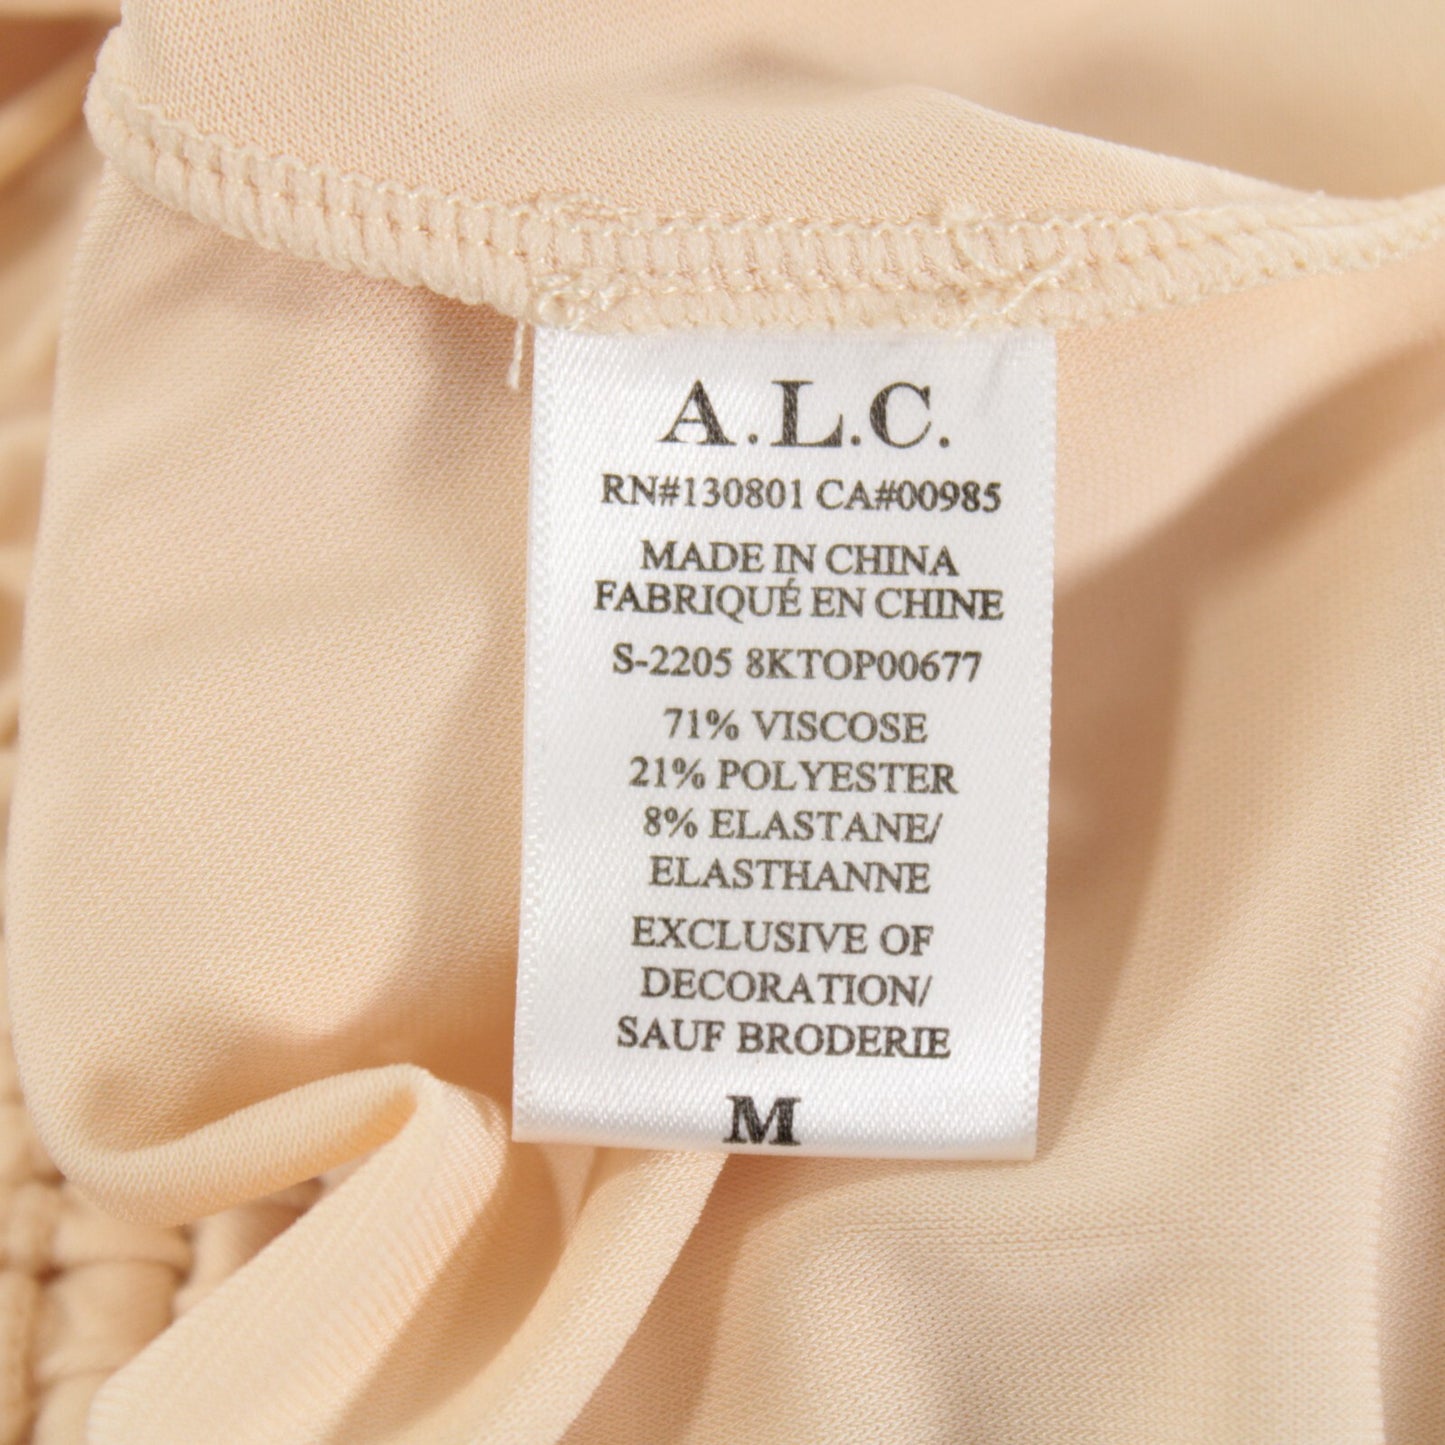 A.L.C.
RN#130801 CA#00985
MADE IN CHINA
FABRIQUÉ EN CHINE
S-2205 8KTOP00677
71% VISCOSE
21% POLYESTER
8% ELASTANE/
ELASTHANNE
EXCLUSIVE OF
DECORATION/
SAUF BRODERIE
M